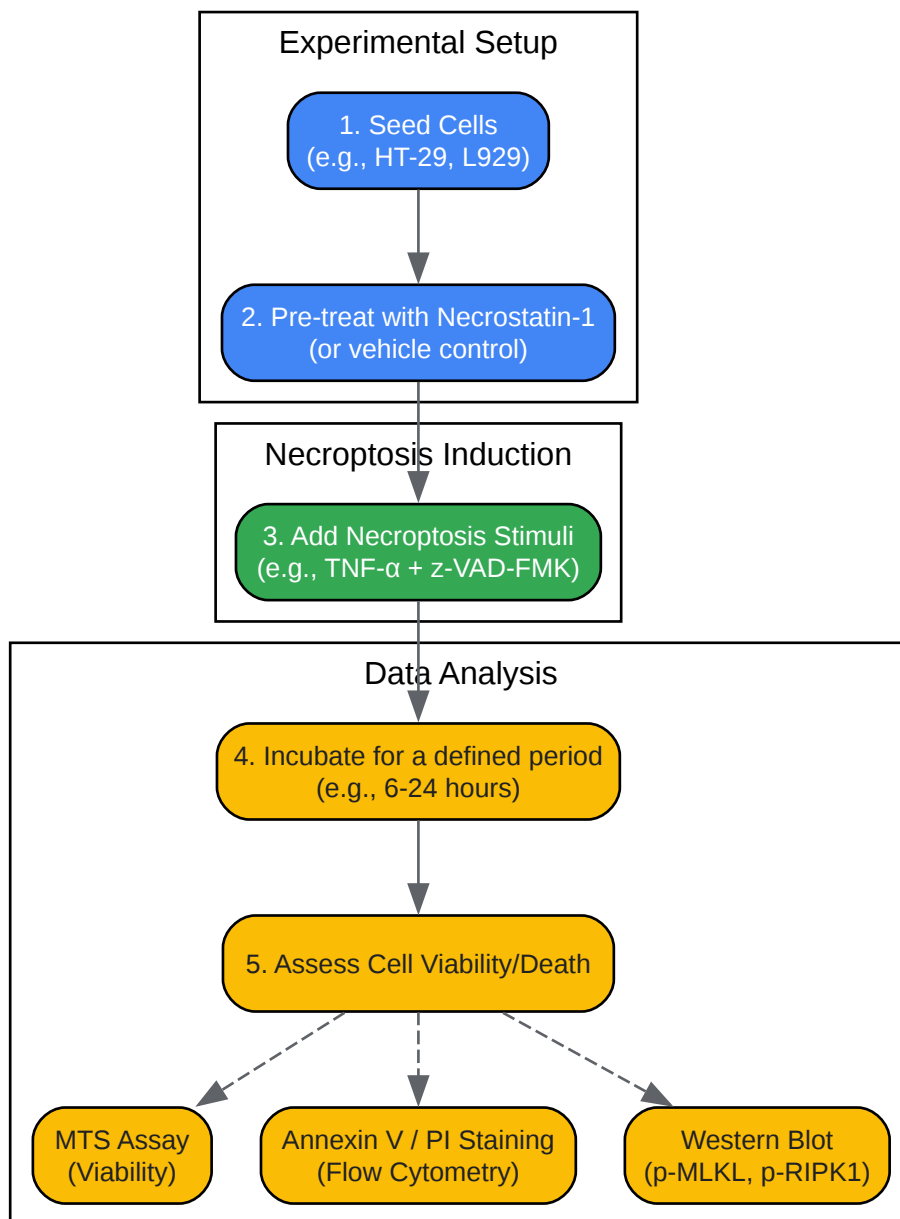 Experimental Setup
1. Seed Cells
(e.g., HT-29, L929)
2. Pre-treat with Necrostatin-1
(or vehicle control)
Necroptosis Induction
3. Add Necroptosis Stimuli
(e.g., TNF-α + z-VAD-FMK)
Data Analysis
4. Incubate for a defined period
(e.g., 6-24 hours)
5. Assess Cell Viability/Death
MTS Assay
(Viability)
Annexin V / PI Staining
(Flow Cytometry)
Western Blot
(p-MLKL, p-RIPK1)